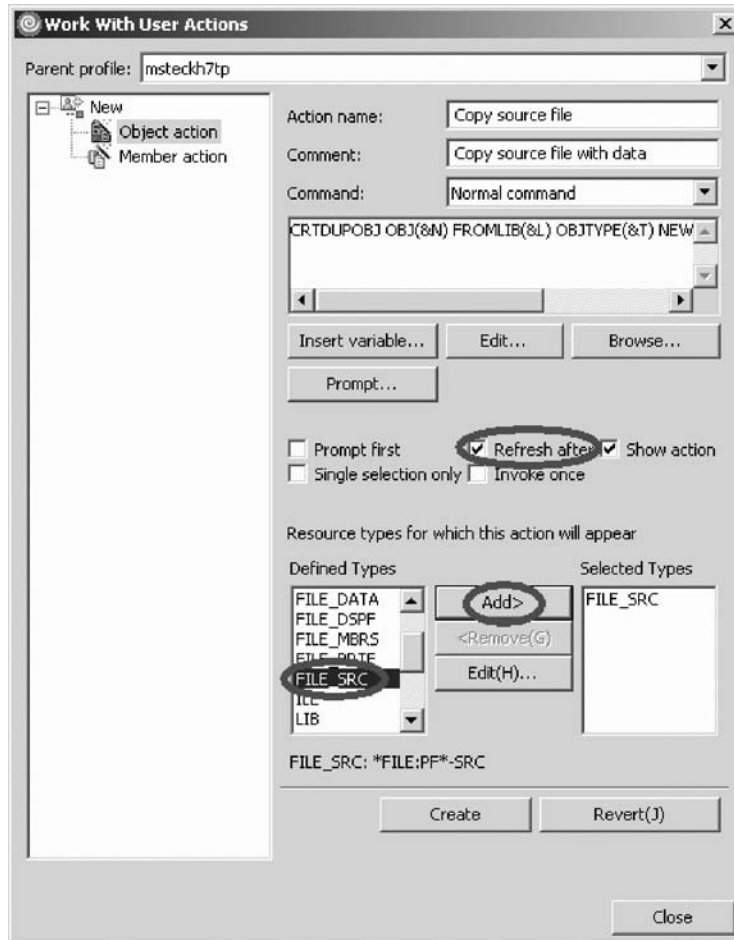 Work With User Actions
Parent profile: msteckh7tp
New
Object action
Member action
Action name: Copy source file
Comment: Copy source file with data
Command: Normal command
CRTDUPOBJ OBJ(&N) FROMLIB(&L) OBJTYPE(&T) NEW
Insert variable... Edit... Browse...
Prompt...
Prompt first Refresh after Show action
Single selection only Invoke once
Resource types for which this action will appear
Defined Types Selected Types
FILE_DATA
FILE_DSPF
FILE_MBRS
FILE_PRTF
FILE_SRC
ILE
LIB
Add>
<Remove(G)
Edit(H)...
FILE_SRC
FILE_SRC: *FILE:PF*-SRC
Create Revert(J)
Close